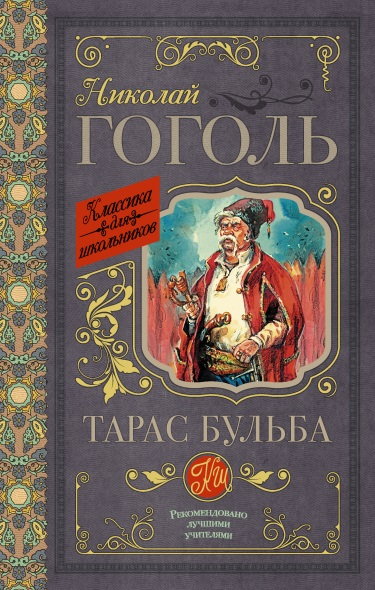 Николай
ГОГОЛЬ
Классика
для
школьников
ТАРАС БУЛЬБА
КШ
Рекомендовано
лучшими
учителями